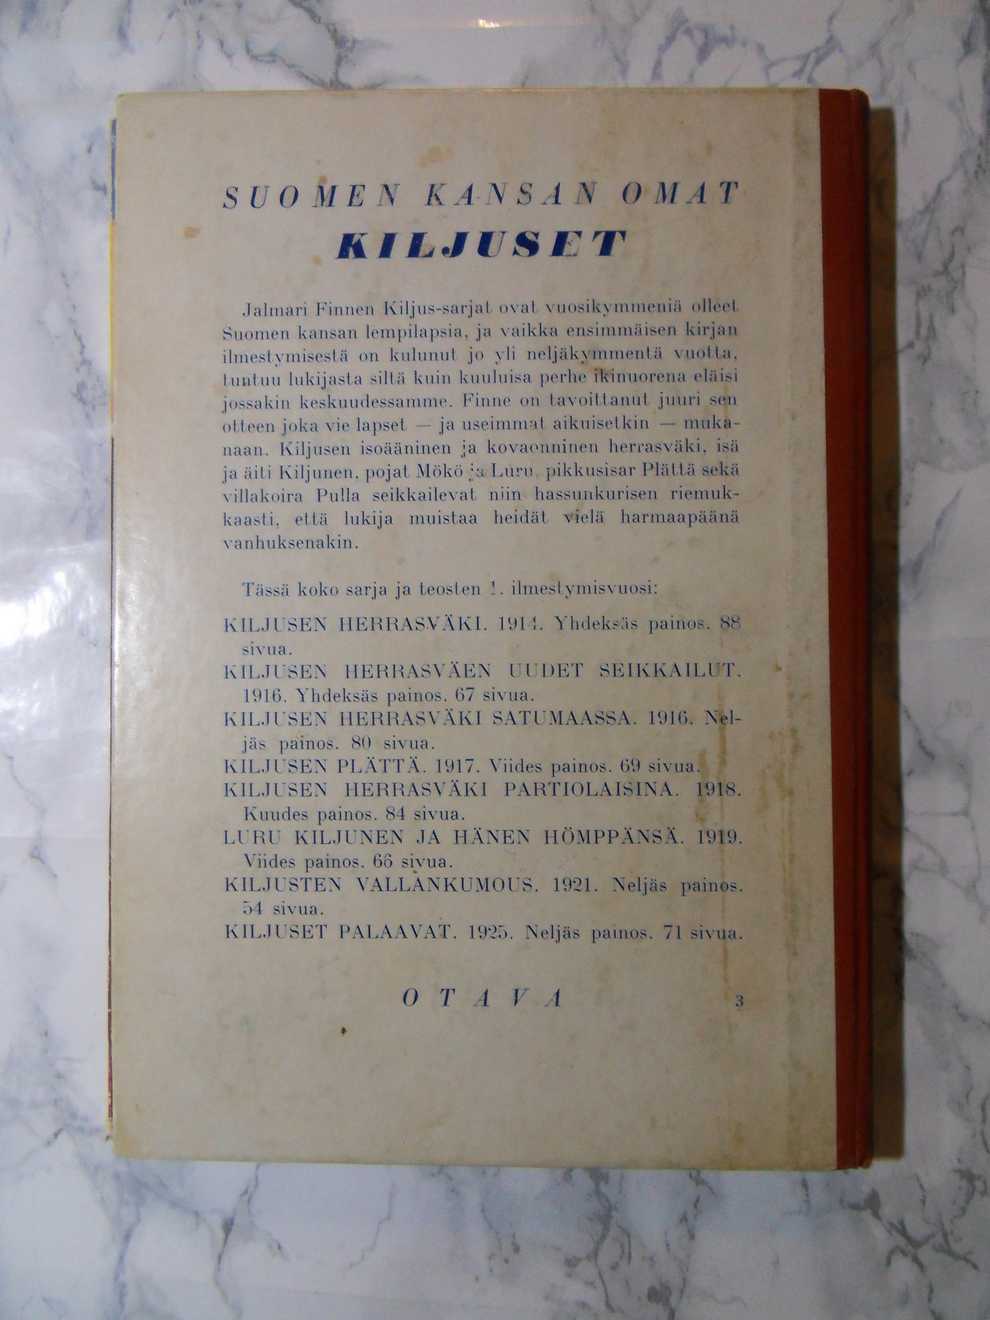 SUOMEN KANSAN OMAT
KILJUSET
Jalmari Finnen Kiljus-sarjat ovat vuosikymmeniä olleet
Suomen kansan lempilapsia, ja vaikka ensimmäisen kirjan
ilmestymisestä on kulunut jo yli neljäkymmentä vuotta,
tuntuu lukijasta siltä kuin kuuluisa perhe ikinuorena eläisi
jossakin keskuudessamme. Finne on tavoittanut juuri sen
otteen joka vie lapset — ja useimmat aikuisetkin — muka-
naan. Kiljusen isoääninen ja kovaonninen herrasväki, isä
ja äiti Kiljunen, pojat Mökö ja Luru, pikkusisar Plättä sekä
villakoira Pulla seikkailevat niin hassunkurisen riemuk-
kaasti, että lukija muistaa heidät vielä harmaapäänä
vanhuksenakin.
Tässä koko sarja ja teosten 1. ilmestymisvuosi:
KILJUSEN HERRASVÄKI. 1914. Yhdeksäs painos. 88
sivua.
KILJUSEN HERRASVÄEN UUDET SEIKKAILUT.
1916. Yhdeksäs painos. 67 sivua.
KILJUSEN HERRASVÄKI SATUMAASSA. 1916. Nel-
jäs painos. 80 sivua.
KILJUSEN PLÄTTÄ. 1917. Viides painos. 69 sivua.
KILJUSEN HERRASVÄKI PARTIOLAISINA. 1918.
Kuudes painos. 84 sivua.
LURU KILJUNEN JA HÄNEN HÖMPPÄNSÄ. 1919.
Viides painos. 66 sivua.
KILJUSTEN VALLANKUMOUS. 1921. Neljäs painos.
54 sivua.
KILJUSET PALAAVAT. 1925. Neljäs painos. 71 sivua.
OTAVA
3